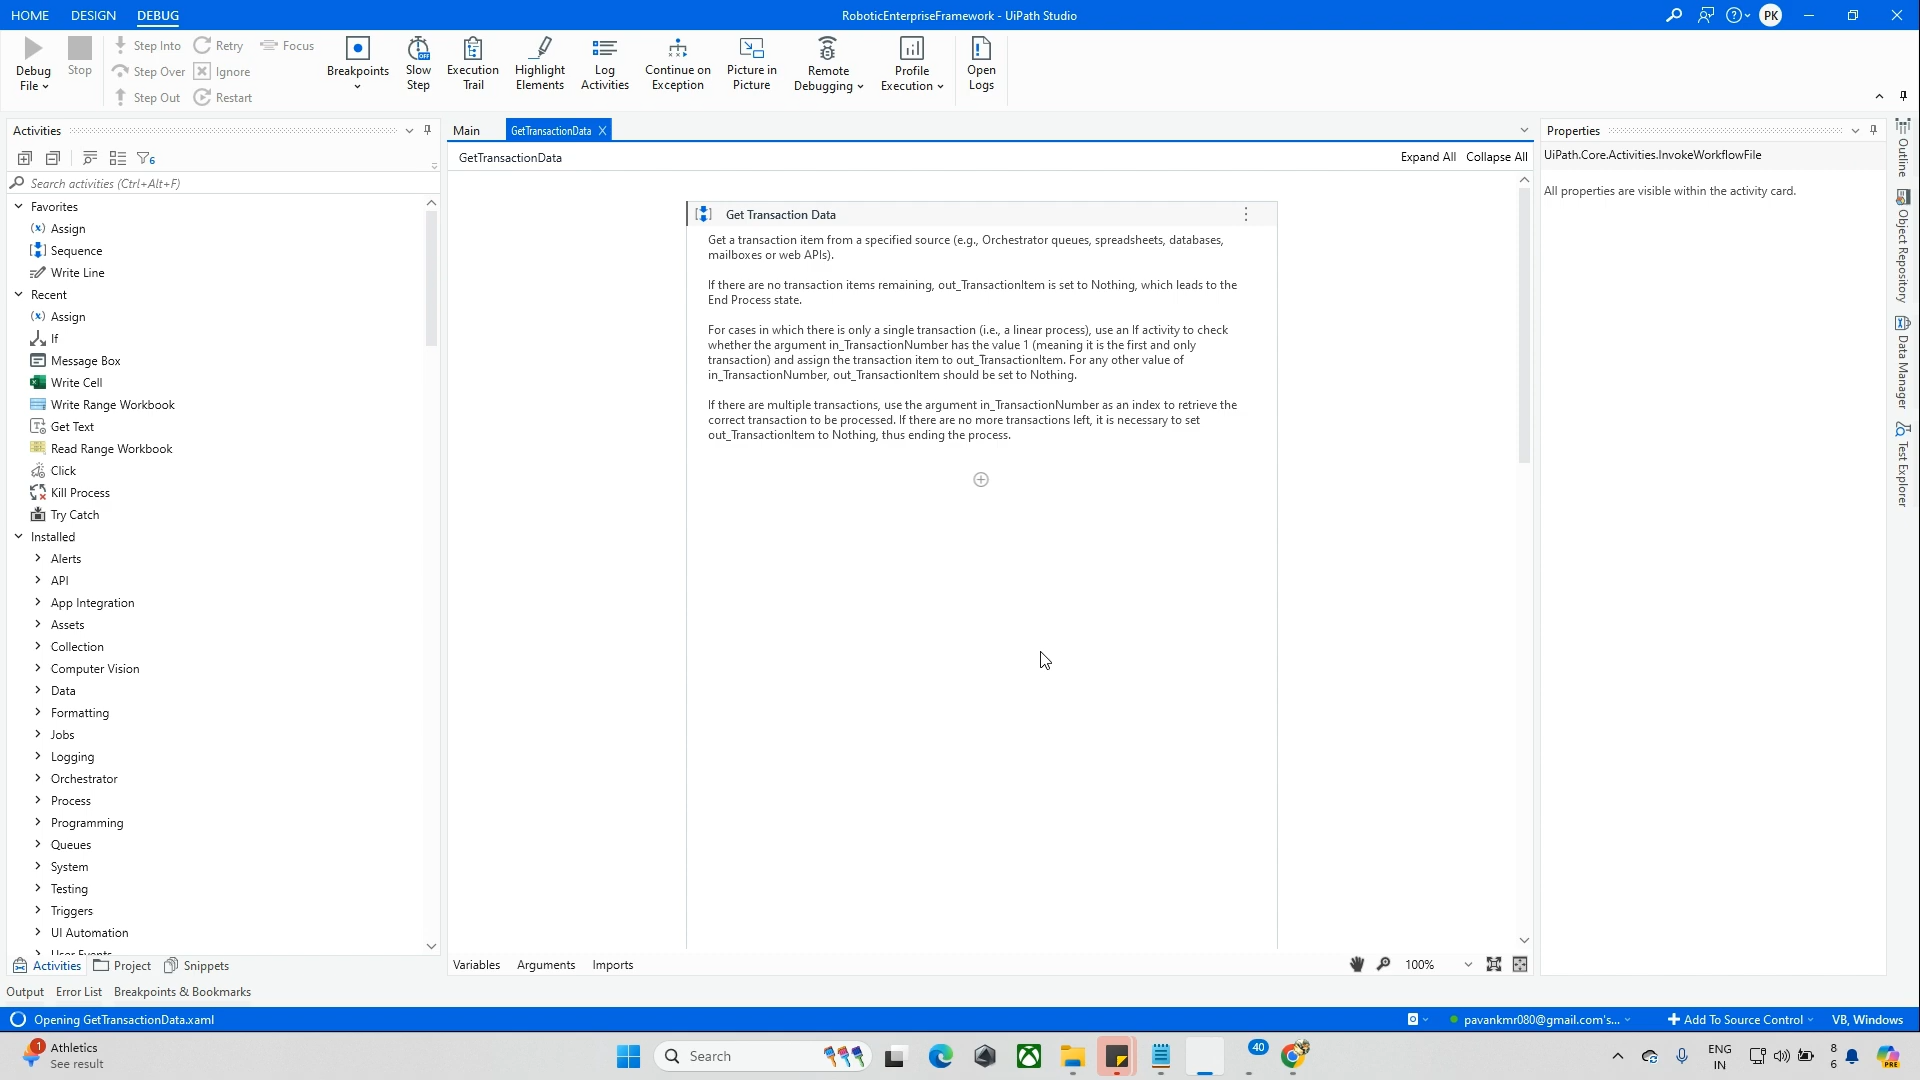 HOME DESIGN DEBUG
RoboticEnterpriseFramework - UiPath Studio
PK
Debug File
Stop
Step Into
Step Over
Step Out
Retry
Ignore
Restart
Focus
Breakpoints
Slow Step
Execution Trail
Highlight Elements
Log Activities
Continue on Exception
Picture in Picture
Remote Debugging
Profile Execution
Open Logs
Activities
6
Search activities (Ctrl+Alt+F)
Favorites
Assign
Sequence
Write Line
Recent
Assign
If
Message Box
Write Cell
Write Range Workbook
Get Text
Read Range Workbook
Click
Kill Process
Try Catch
Installed
Alerts
API
App Integration
Assets
Collection
Computer Vision
Data
Formatting
Jobs
Logging
Orchestrator
Process
Programming
Queues
System
Testing
Triggers
UI Automation
User Events
Activities Project Snippets
Main GetTransactionData X
GetTransactionData
Expand All Collapse All
Get Transaction Data
Get a transaction item from a specified source (e.g., Orchestrator queues, spreadsheets, databases,
mailboxes or web APIs).
If there are no transaction items remaining, out_TransactionItem is set to Nothing, which leads to the
End Process state.
For cases in which there is only a single transaction (i.e., a linear process), use an If activity to check
whether the argument in_TransactionNumber has the value 1 (meaning it is the first and only
transaction) and assign the transaction item to out_TransactionItem. For any other value of
in_TransactionNumber, out_TransactionItem should be set to Nothing.
If there are multiple transactions, use the argument in_TransactionNumber as an index to retrieve the
correct transaction to be processed. If there are no more transactions left, it is necessary to set
out_TransactionItem to Nothing, thus ending the process.
Variables Arguments Imports
100%
Properties
UiPath.Core.Activities.InvokeWorkflowFile
All properties are visible within the activity card.
Outline
Object Repository
Data Manager
Test Explorer
Output Error List Breakpoints & Bookmarks
Opening GetTransactionData.xaml
pavankmr080@gmail.com's...
Add To Source Control
VB, Windows
1
Athletics
See result
Search
40
ENG
IN
8
6
PRE